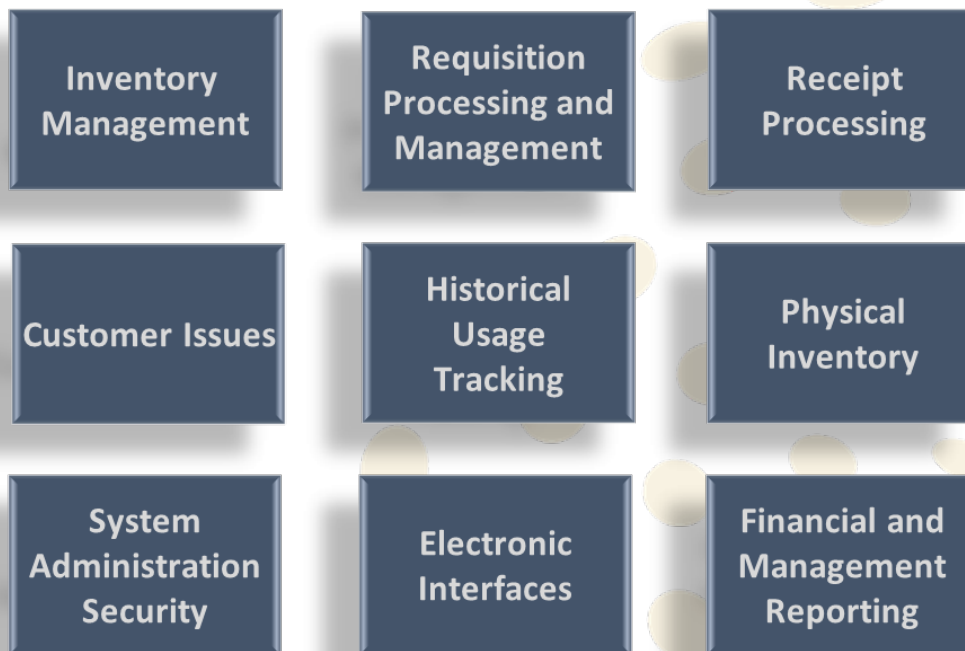 Inventory
Management
Requisition
Processing and
Management
Receipt
Processing
Customer Issues
Historical
Usage
Tracking
Physical
Inventory
System
Administration
Security
Electronic
Interfaces
Financial and
Management
Reporting